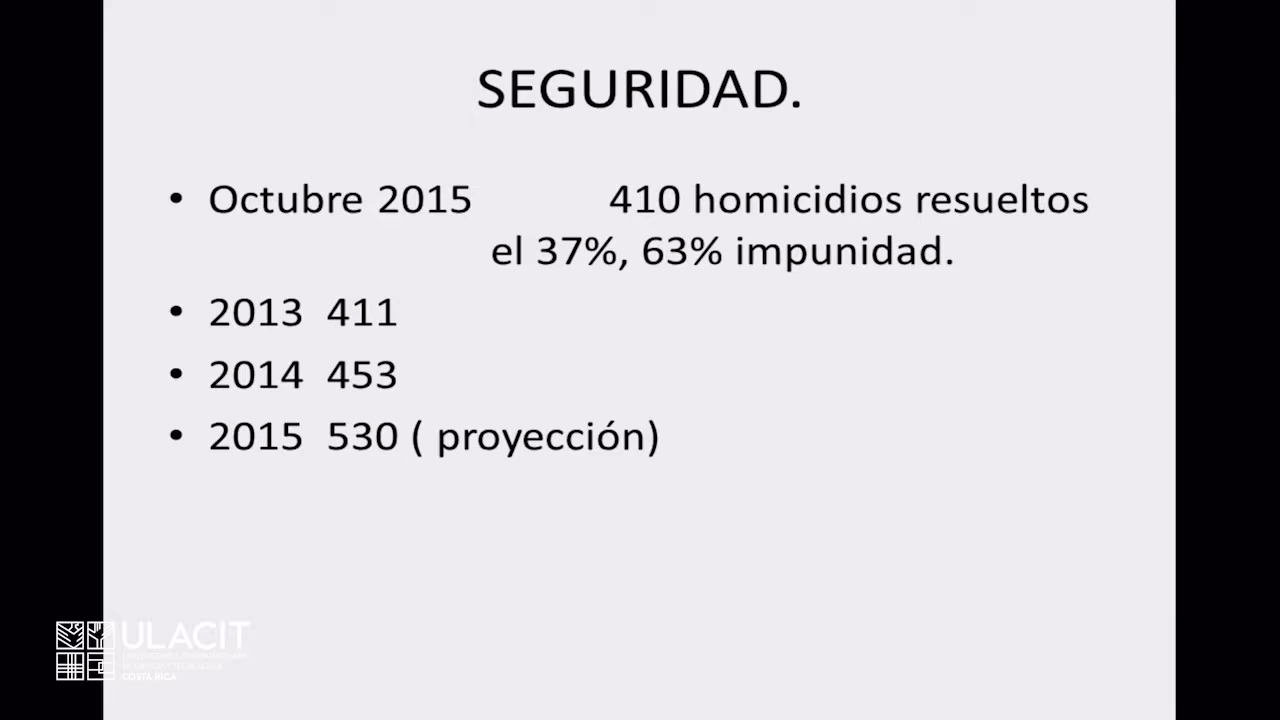 SEGURIDAD.
• Octubre 2015 410 homicidios resueltos
el 37%, 63% impunidad.
• 2013 411
• 2014 453
• 2015 530 ( proyección)
ULACIT
COSTA RICA